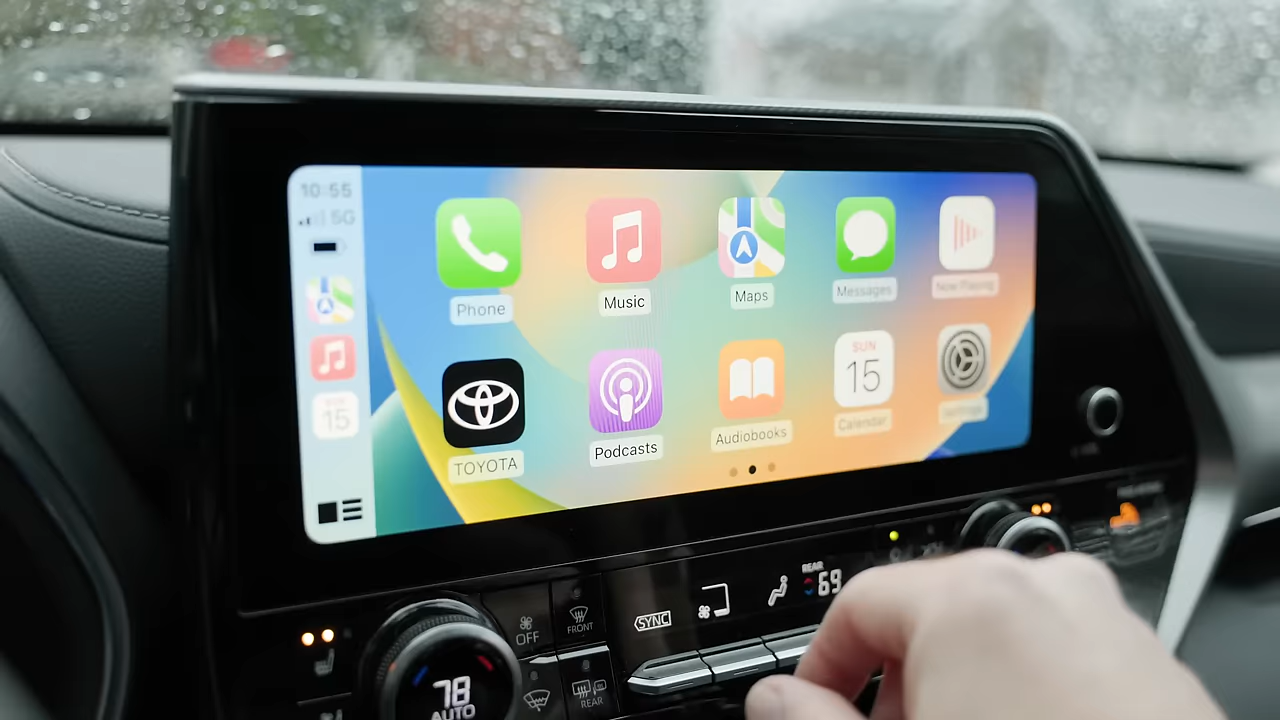 10:55
5G
Phone
Music
Maps
Messages
Now Playing
SUN
15
15
TOYOTA
Podcasts
Audiobooks
Calendar
Settings
OFF
FRONT
SYNC
REAR
69
78
AUTO
REAR